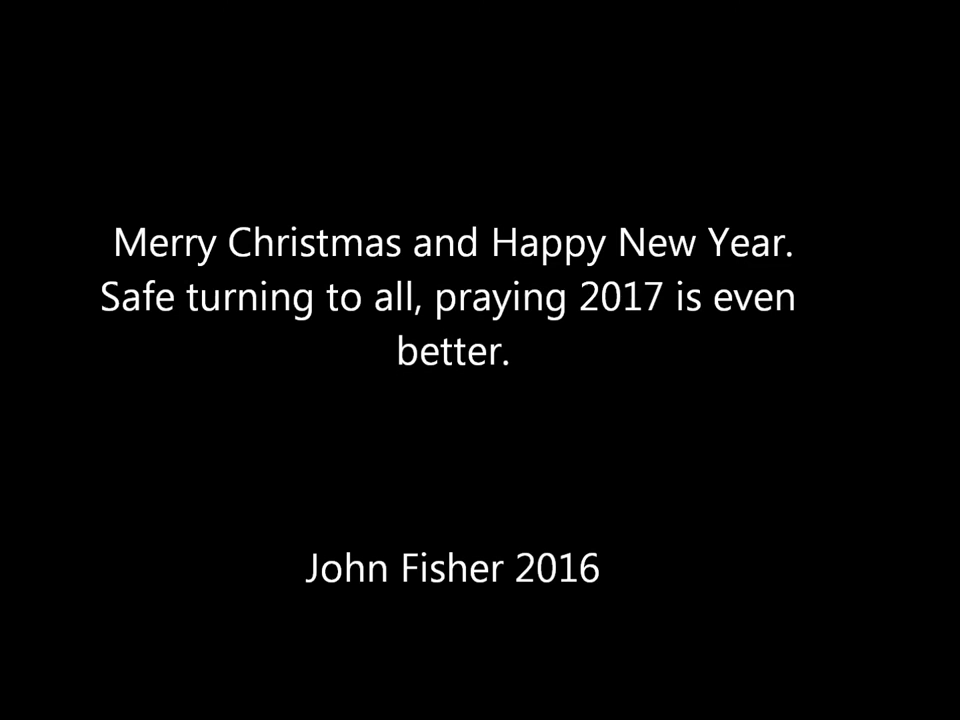 Merry Christmas and Happy New Year.
Safe turning to all, praying 2017 is even
better.
John Fisher 2016